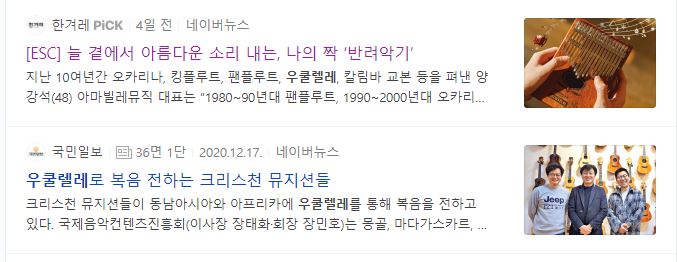 한겨레 PiCK 4일 전 네이버뉴스
[ESC] 늘 곁에서 아름다운 소리 내는, 나의 짝 '반려악기'
지난 10여년간 오카리나, 킹플루트, 팬플루트, 우쿨렐레, 칼림바 교본 등을 펴낸 양
강석(48) 아마빌레뮤직 대표는 "1980~90년대 팬플루트, 1990~2000년대 오카리...
국민일보 36면 1단 2020.12.17. 네이버뉴스
우쿨렐레로 복음 전하는 크리스천 뮤지션들
크리스천 뮤지션들이 동남아시아와 아프리카에 우쿨렐레를 통해 복음을 전하고
있다. 국제음악컨텐츠진흥회(이사장 장태화·회장 장민호)는 몽골, 마다가스카르, ...
Jeep